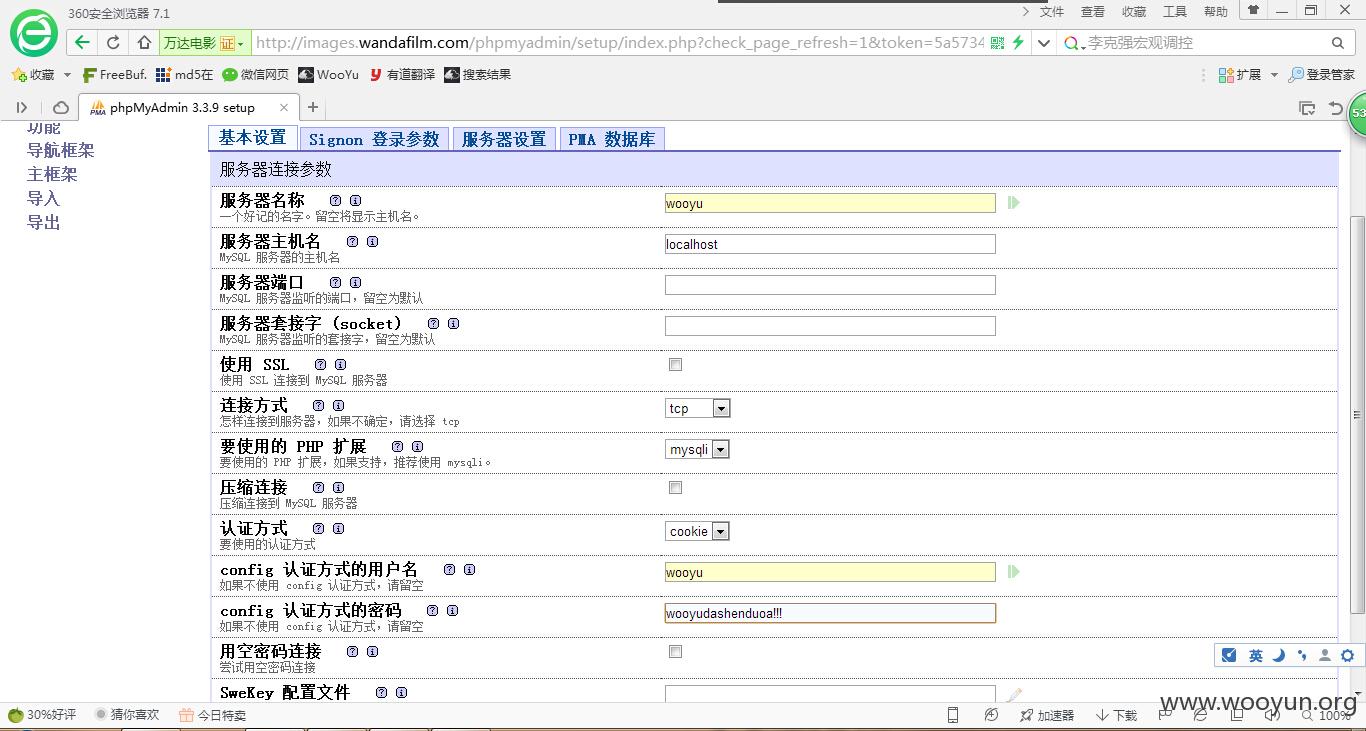 360安全浏览器 7.1
文件 查看 收藏 工具 帮助
万达电影 证 http://images.wandafilm.com/phpmyadmin/setup/index.php?check_page_refresh=1&token=5a5734 李克强宏观调控
收藏 FreeBuf. md5在 微信网页 WooYu 有道翻译 搜索结果 扩展 登录管家
phpMyAdmin 3.3.9 setup
53
功能
导航框架
主框架
导入
导出
基本设置 Signon 登录参数 服务器设置 PMA 数据库
服务器连接参数
服务器名称 wooyu
一个好记的名字。留空将显示主机名。
服务器主机名 localhost
MySQL 服务器的主机名
服务器端口
MySQL 服务器监听的端口，留空为默认
服务器套接字 (socket)
MySQL 服务器监听的套接字，留空为默认
使用 SSL
使用 SSL 连接到 MySQL 服务器
连接方式 tcp
怎样连接到服务器，如果不确定，请选择 tcp
要使用的 PHP 扩展 mysqli
要使用的 PHP 扩展，如果支持，推荐使用 mysqli。
压缩连接
压缩连接到 MySQL 服务器
认证方式 cookie
要使用的认证方式
config 认证方式的用户名 wooyu
如果不使用 config 认证方式，请留空
config 认证方式的密码 wooyudashenduoa!!!
如果不使用 config 认证方式，请留空
用空密码连接
尝试用空密码连接
英
SweKey 配置文件
30%好评 猜你喜欢 今日特卖 加速器 下载 100%
www.wooyun.org